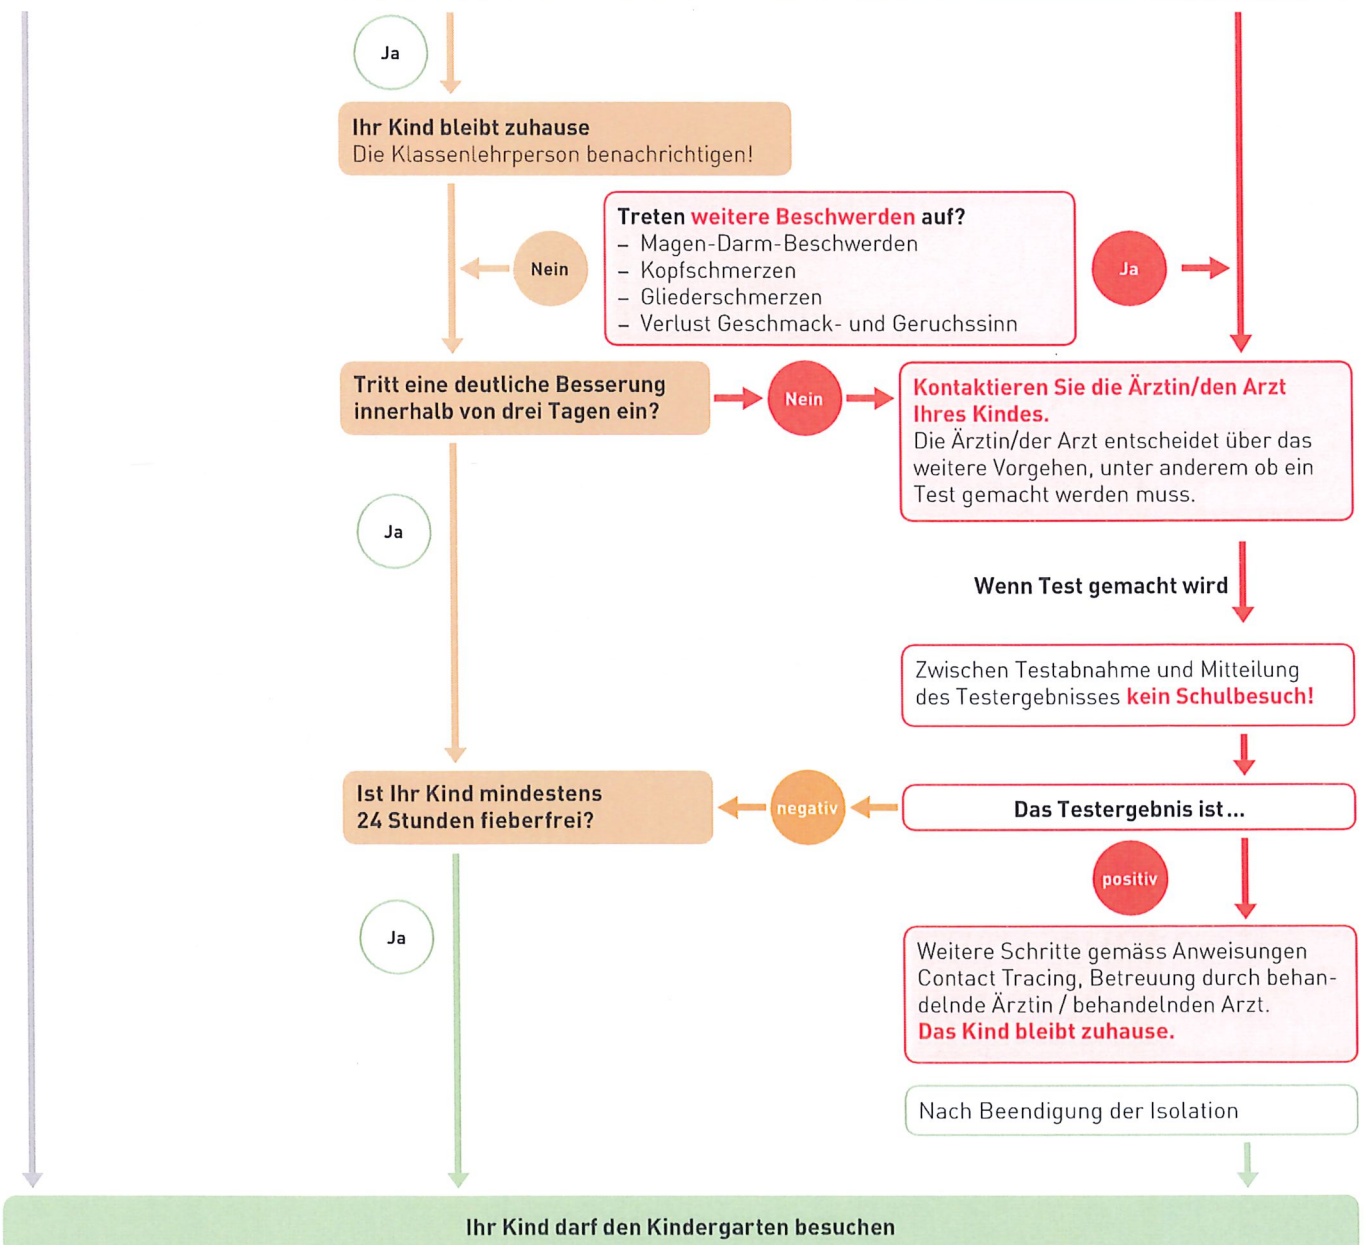 Ja
Ihr Kind bleibt zuhause
Die Klassenlehrperson benachrichtigen!
Treten weitere Beschwerden auf?
– Magen-Darm-Beschwerden
– Kopfschmerzen
– Gliederschmerzen
– Verlust Geschmack- und Geruchssinn
Nein
Ja
Tritt eine deutliche Besserung
innerhalb von drei Tagen ein?
Nein
Kontaktieren Sie die Ärztin/den Arzt
Ihres Kindes.
Die Ärztin/der Arzt entscheidet über das
weitere Vorgehen, unter anderem ob ein
Test gemacht werden muss.
Ja
Wenn Test gemacht wird
Zwischen Testabnahme und Mitteilung
des Testergebnisses kein Schulbesuch!
Ist Ihr Kind mindestens
24 Stunden fieberfrei?
negativ
Das Testergebnis ist...
positiv
Ja
Weitere Schritte gemäss Anweisungen
Contact Tracing, Betreuung durch behan-
delnde Ärztin / behandelnden Arzt.
Das Kind bleibt zuhause.
Nach Beendigung der Isolation
Ihr Kind darf den Kindergarten besuchen